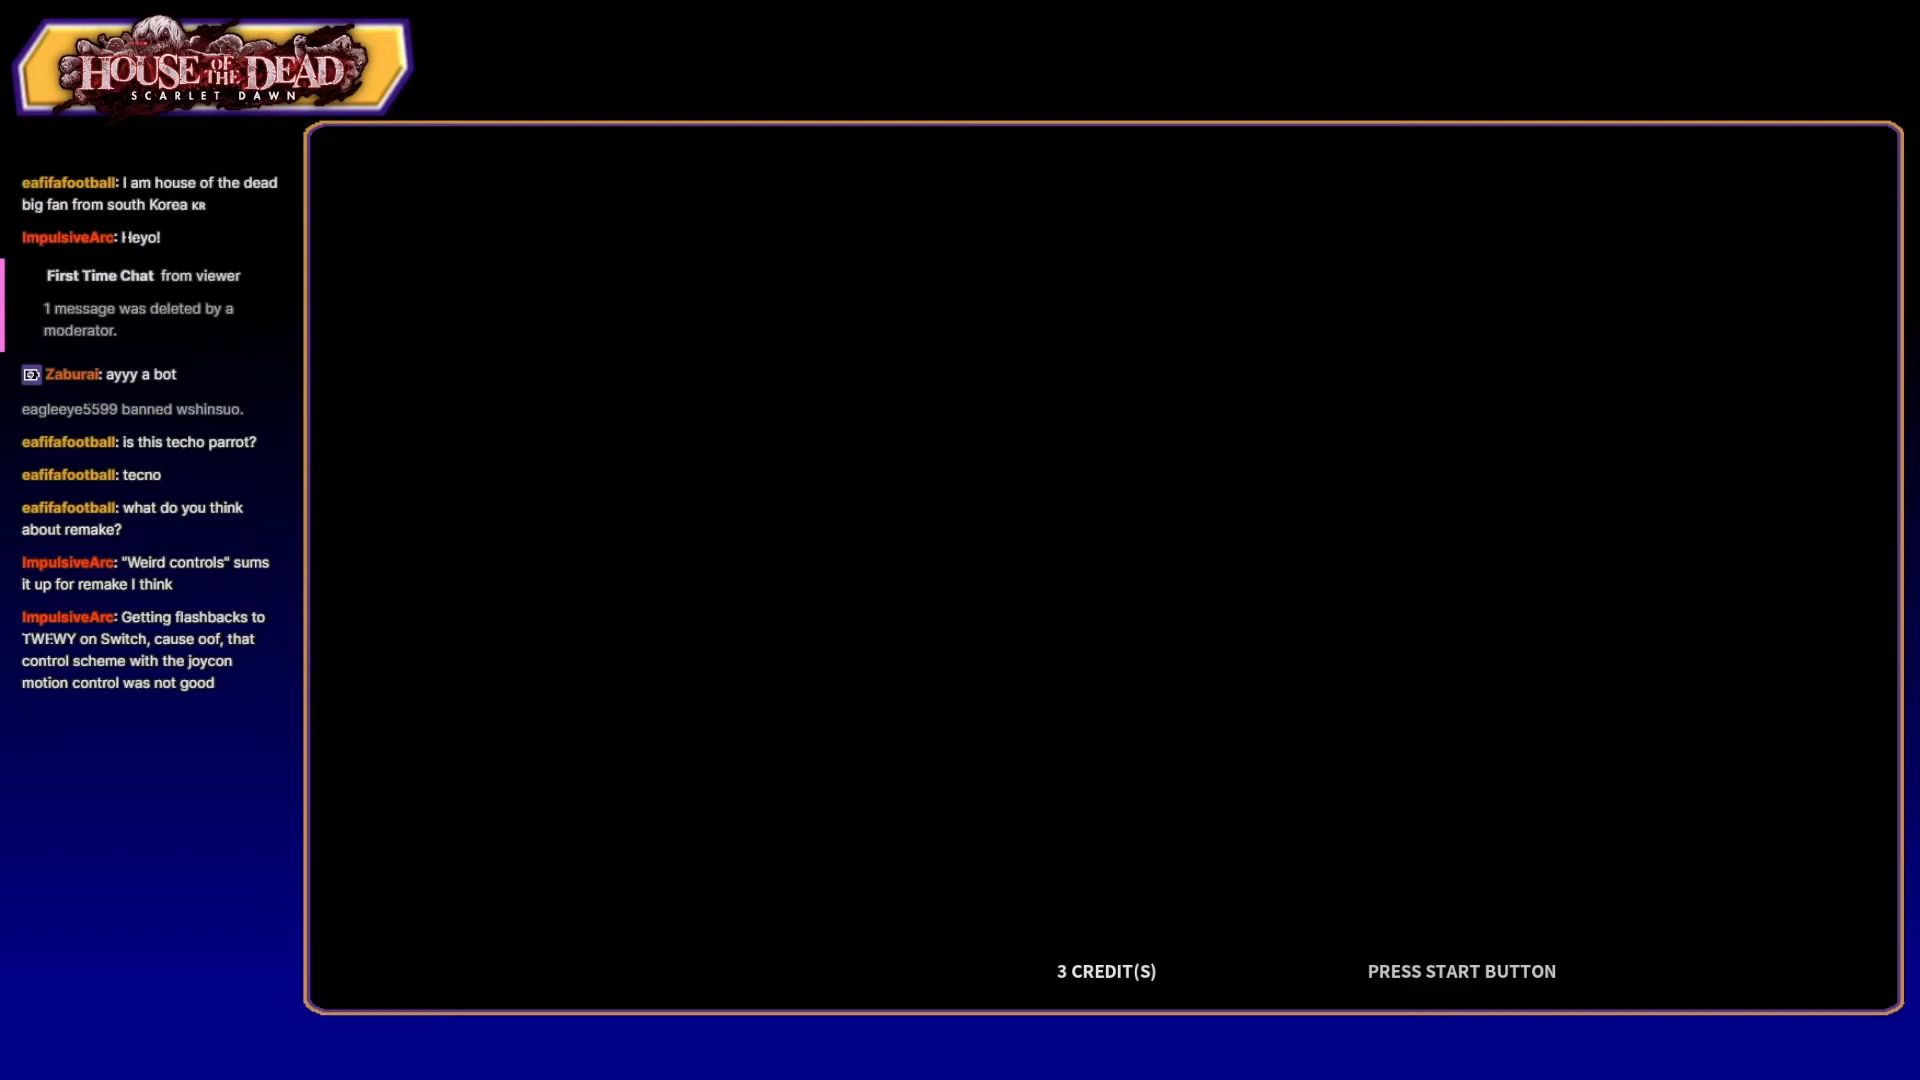 HOUSE OF THE DEAD
SCARLET DAWN
eafifafootball: I am house of the dead
big fan from south Korea KR
ImpulsiveArc: Heyo!
First Time Chat from viewer
1 message was deleted by a
moderator.
Zaburai: ayyy a bot
eagleeye5599 banned wshinsuo.
eafifafootball: is this techo parrot?
eafifafootball: tecno
eafifafootball: what do you think
about remake?
ImpulsiveArc: "Weird controls" sums
it up for remake I think
ImpulsiveArc: Getting flashbacks to
TWEWY on Switch, cause oof, that
control scheme with the joycon
motion control was not good
3 CREDIT(S)
PRESS START BUTTON